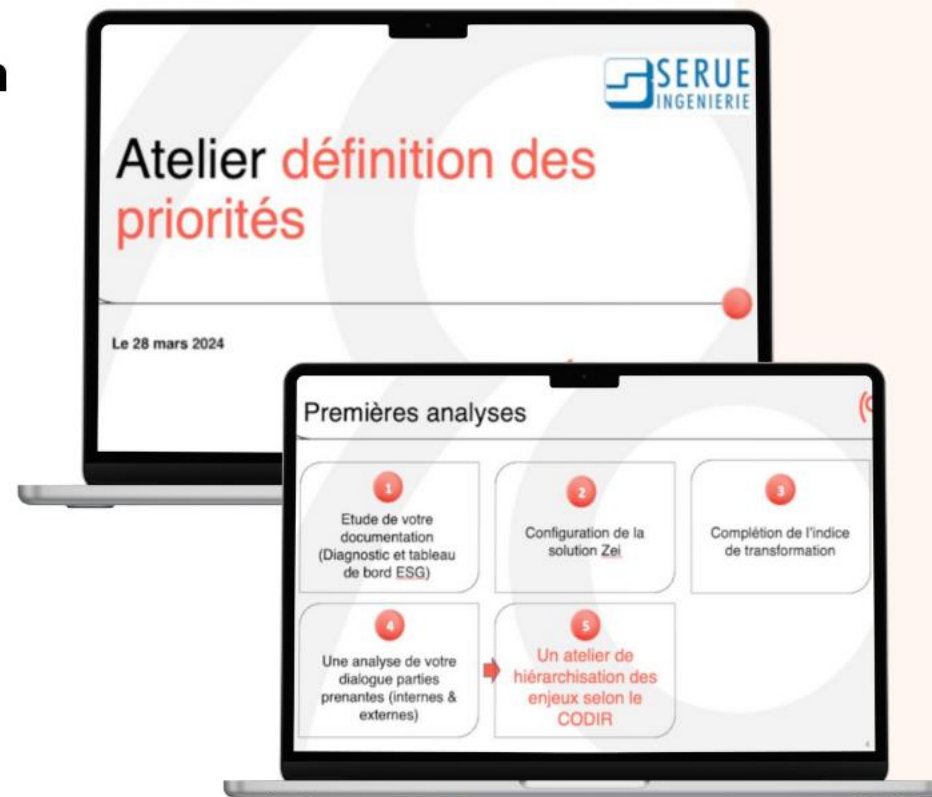 SERUE
INGENIERIE
Atelier définition des
priorités
Le 28 mars 2024
Premières analyses
1
Etude de votre
documentation
(Diagnostic et tableau
de bord ESG)
2
Configuration de la
solution Zei
3
Complétion de l'indice
de transformation
4
Une analyse de votre
dialogue parties
prenantes (internes &
externes)
5
Un atelier de
hiérarchisation des
enjeux selon le
CODIR